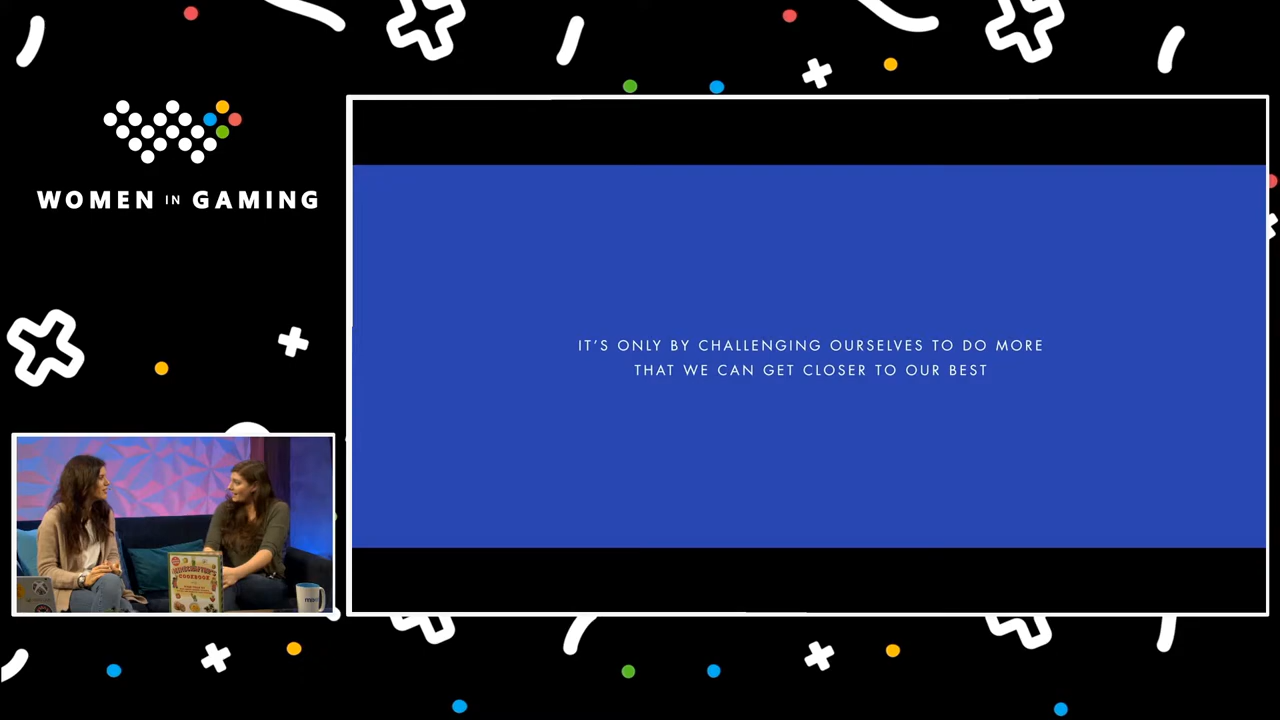 WOMEN IN GAMING
IT'S ONLY BY CHALLENGING OURSELVES TO DO MORE
THAT WE CAN GET CLOSER TO OUR BEST
COOKBOOK